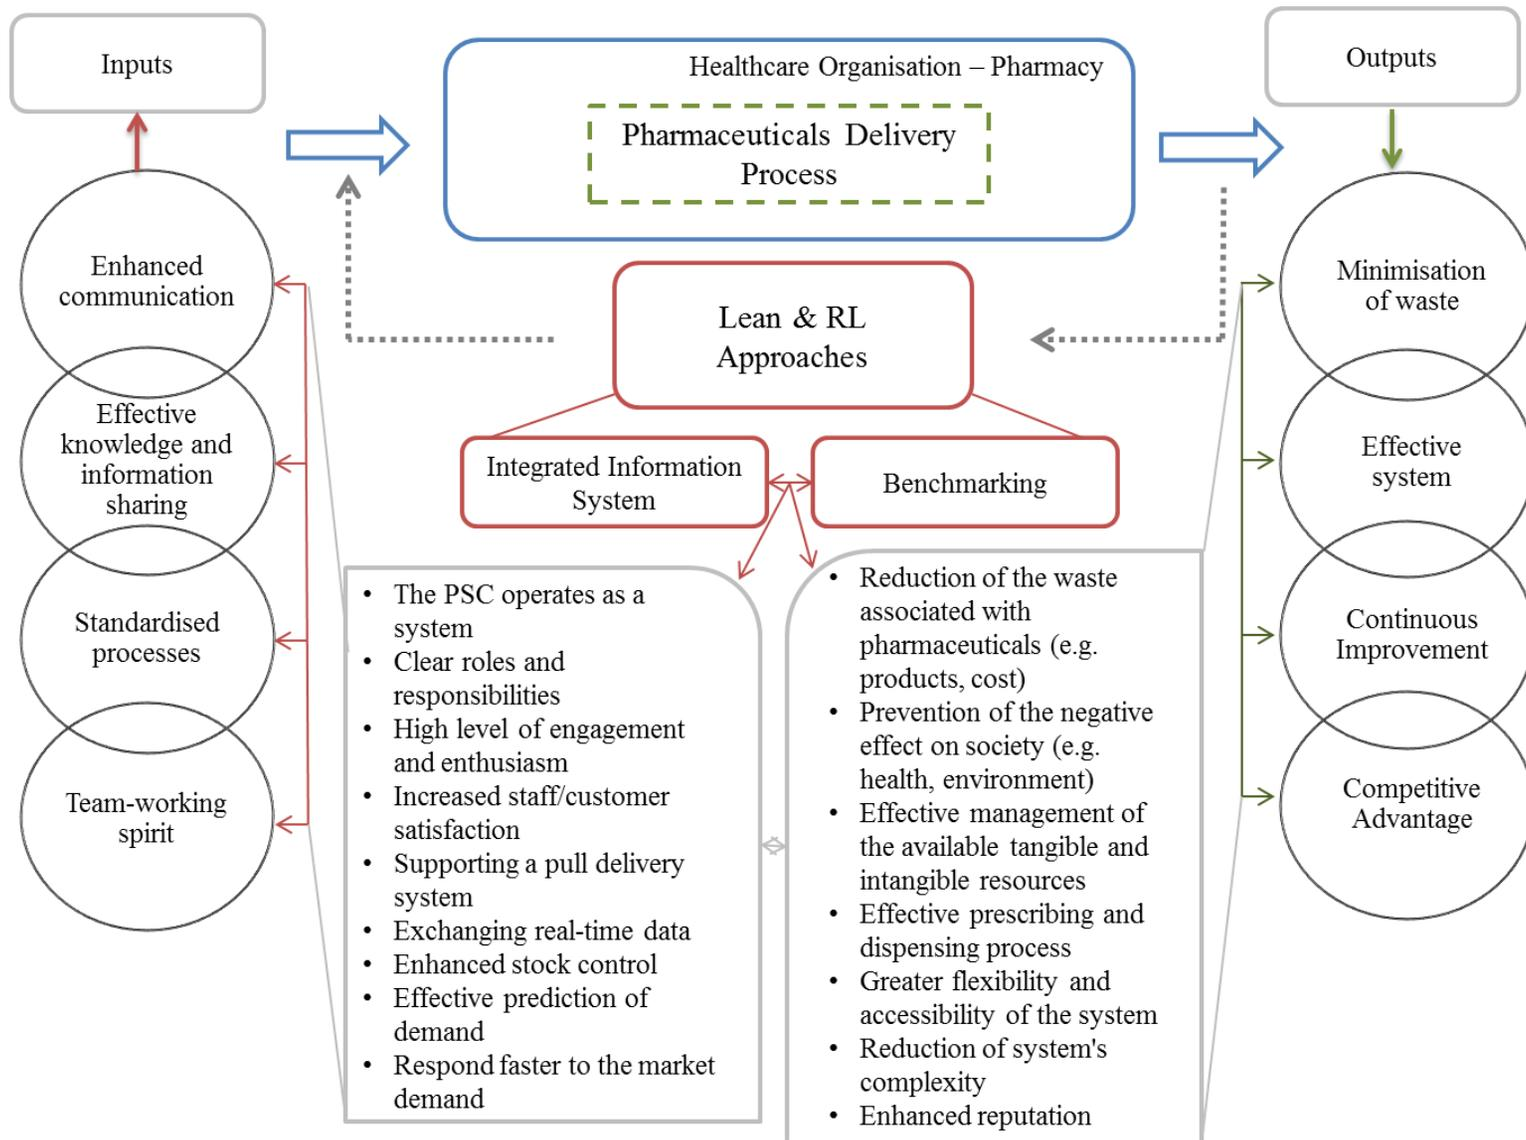 Inputs
Healthcare Organisation – Pharmacy
Pharmaceuticals Delivery
Process
Outputs
Enhanced
communication
Effective
knowledge and
information
sharing
Standardised
processes
Team-working
spirit
Lean & RL
Approaches
Integrated Information
System
Benchmarking
• The PSC operates as a
system
• Clear roles and
responsibilities
• High level of engagement
and enthusiasm
• Increased staff/customer
satisfaction
• Supporting a pull delivery
system
• Exchanging real-time data
• Enhanced stock control
• Effective prediction of
demand
• Respond faster to the market
demand
• Reduction of the waste
associated with
pharmaceuticals (e.g.
products, cost)
• Prevention of the negative
effect on society (e.g.
health, environment)
• Effective management of
the available tangible and
intangible resources
• Effective prescribing and
dispensing process
• Greater flexibility and
accessibility of the system
• Reduction of system's
complexity
• Enhanced reputation
Minimisation
of waste
Effective
system
Continuous
Improvement
Competitive
Advantage